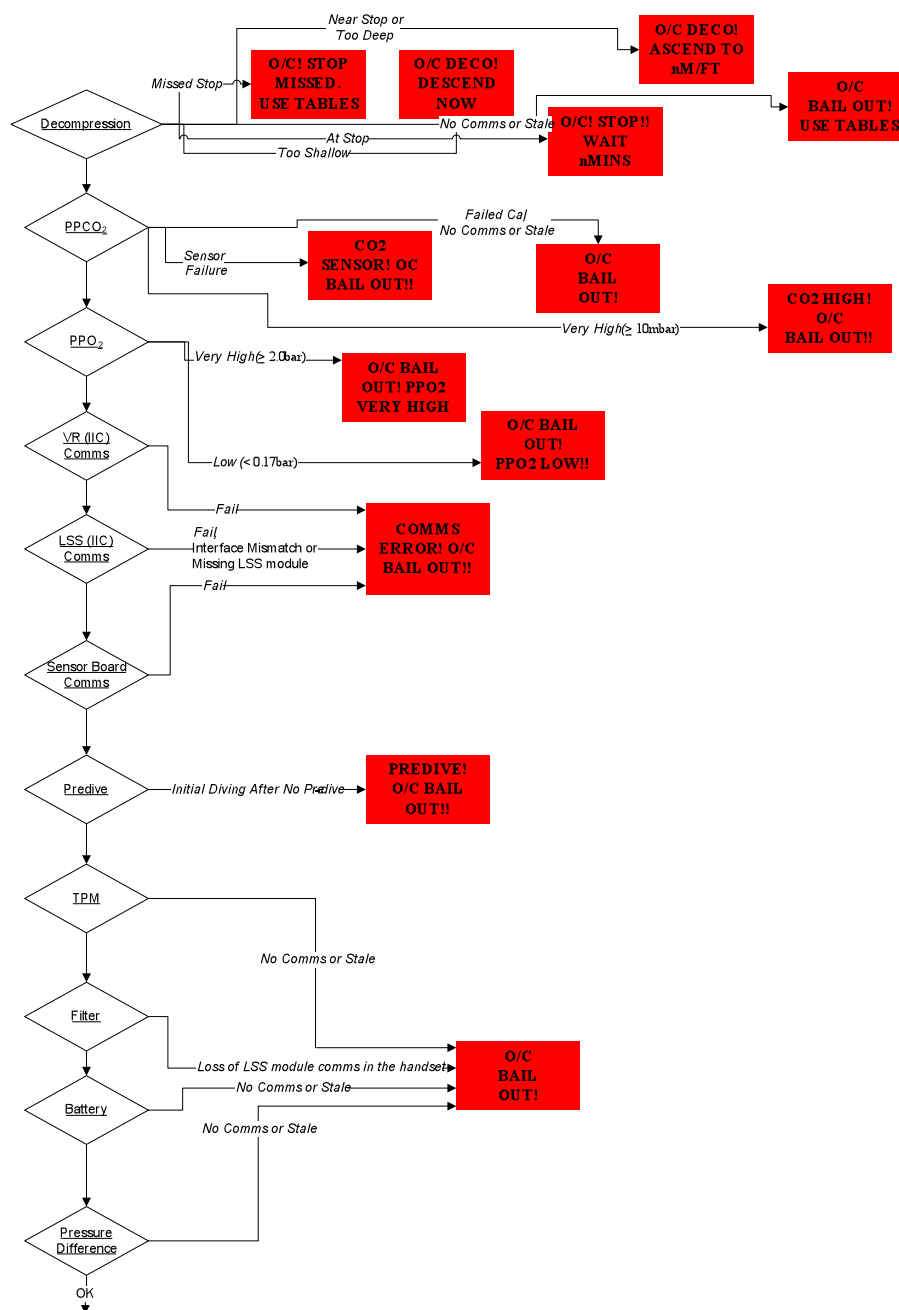 Near Stop or
Too Deep
O/C DECO!
ASCEND TO
nM/FT
O/C! STOP
MISSED.
USE TABLES
O/C DECO!
DESCEND
NOW
Missed Stop
O/C
BAIL OUT!
USE TABLES
Decompression
No Comms or Stale
O/C! STOP!!
WAIT
nMINS
At Stop
Too Shallow
PPCO2
Failed Cal,
No Comms or Stale
Sensor
Failure
CO2
SENSOR! OC
BAIL OUT!!
O/C
BAIL
OUT!
CO2 HIGH!
O/C
BAIL OUT!!
Very High(≥ 10mbar)
PPO2
Very High(≥ 2.0bar)
O/C BAIL
OUT! PPO2
VERY HIGH
VR (IIC)
Comms
O/C BAIL
OUT!
PPO2 LOW!!
Low (< 0.17bar)
Fail
LSS (IIC)
Comms
Fail,
Interface Mismatch or
Missing LSS module
COMMS
ERROR! O/C
BAIL OUT!!
Fail
Sensor Board
Comms
Predive
Initial Diving After No Predive
PREDIVE!
O/C BAIL
OUT!!
TPM
No Comms or Stale
Filter
Loss of LSS module comms in the handset
O/C
BAIL
OUT!
Battery
No Comms or Stale
No Comms or Stale
Pressure
Difference
OK